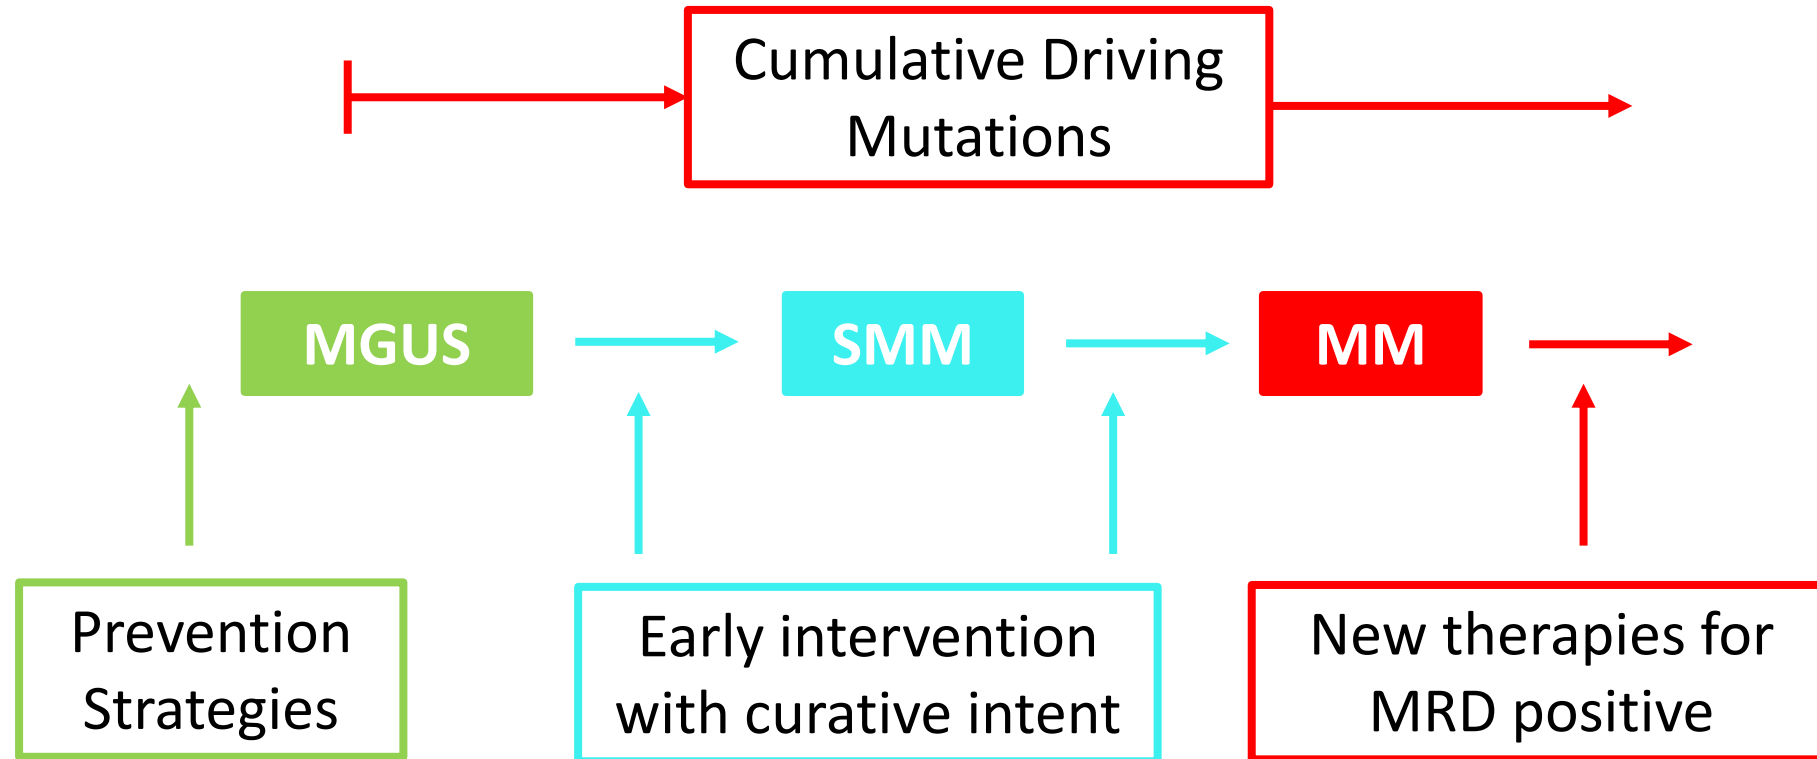 Cumulative Driving
Mutations
MGUS
SMM
MM
Prevention
Strategies
Early intervention
with curative intent
New therapies for
MRD positive